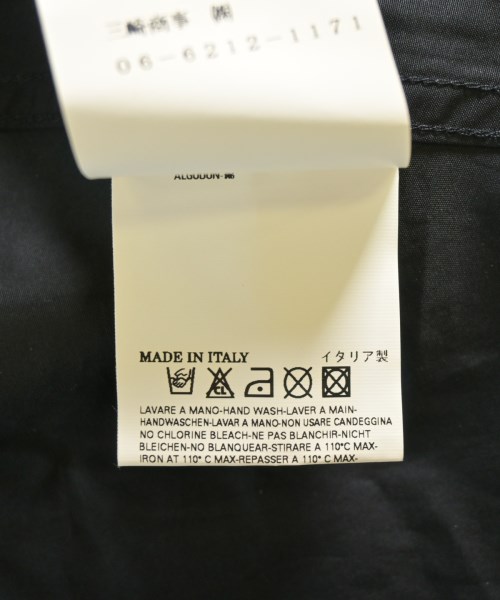 三崎商事 ㈱
06-6212-1171
ALGODON-綿
MADE IN ITALY イタリア製
CL
LAVARE A MANO-HAND WASH-LAVER A MAIN-
HANDWASCHEN-LAVAR A MANO-NON USARE CANDEGGINA
NO CHLORINE BLEACH-NE PAS BLANCHIR-NICHT
BLEICHEN-NO BLANQUEAR-STIRARE A 110° C MAX-
IRON AT 110° C MAX-REPASSER A 110° C MAX-